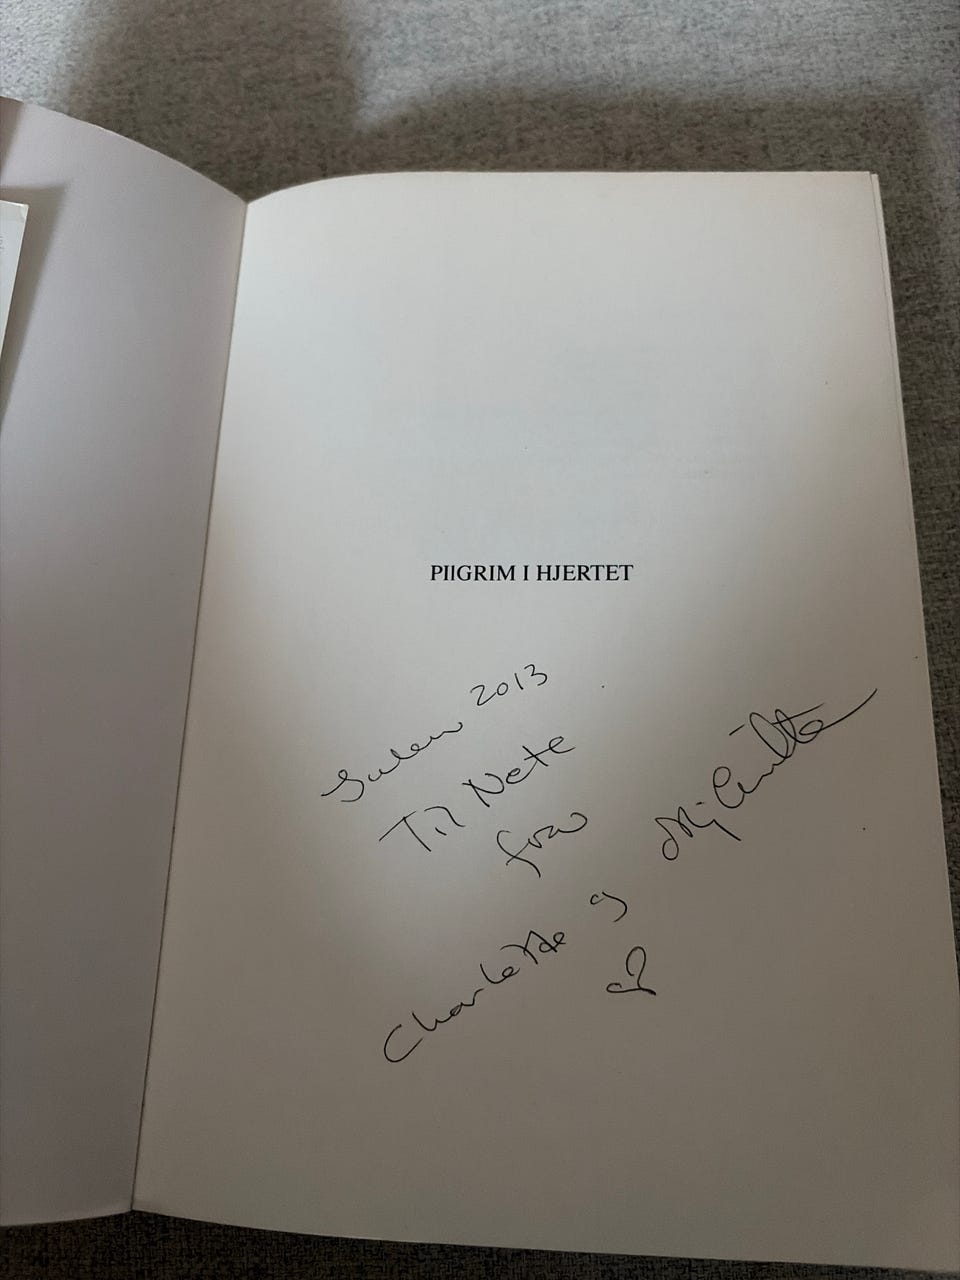 PIIGRIM I HJERTET
Julen 2013
Til Nete
fra
Charlotte og